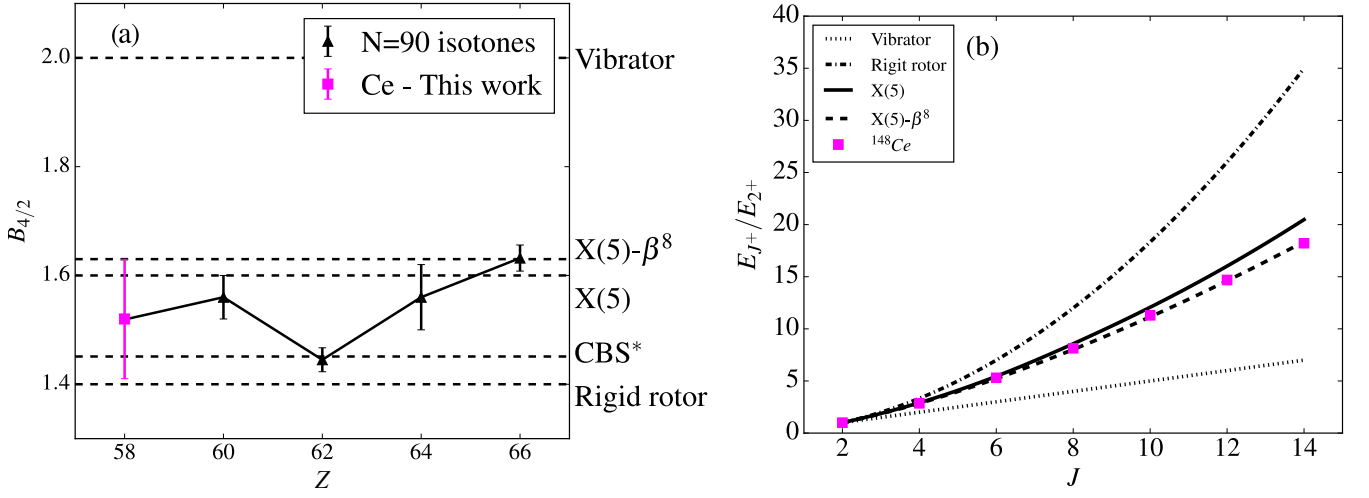 (a)
N=90 isotones
Ce - This work
Vibrator
X(5)-β⁸
X(5)
CBS*
Rigid rotor
2.0
1.8
1.6
1.4
B₄/₂
58 60 62 64 66
Z
(b)
Vibrator
Rigit rotor
X(5)
X(5)-β⁸
¹⁴⁸Ce
40
35
30
25
20
15
10
5
0
E_J⁺/E₂⁺
2 4 6 8 10 12 14
J